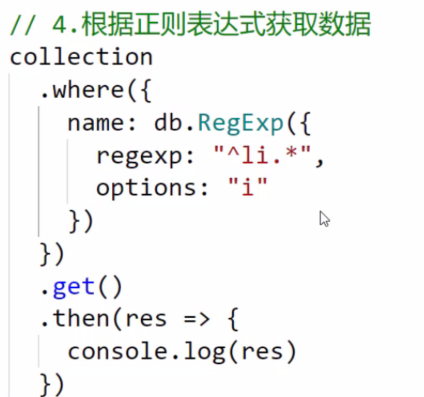 // 4.根据正则表达式获取数据
collection
  .where({
    name: db.RegExp({
      regexp: "^li.*",
      options: "i"
    })
  })
  .get()
  .then(res => {
    console.log(res)
  })